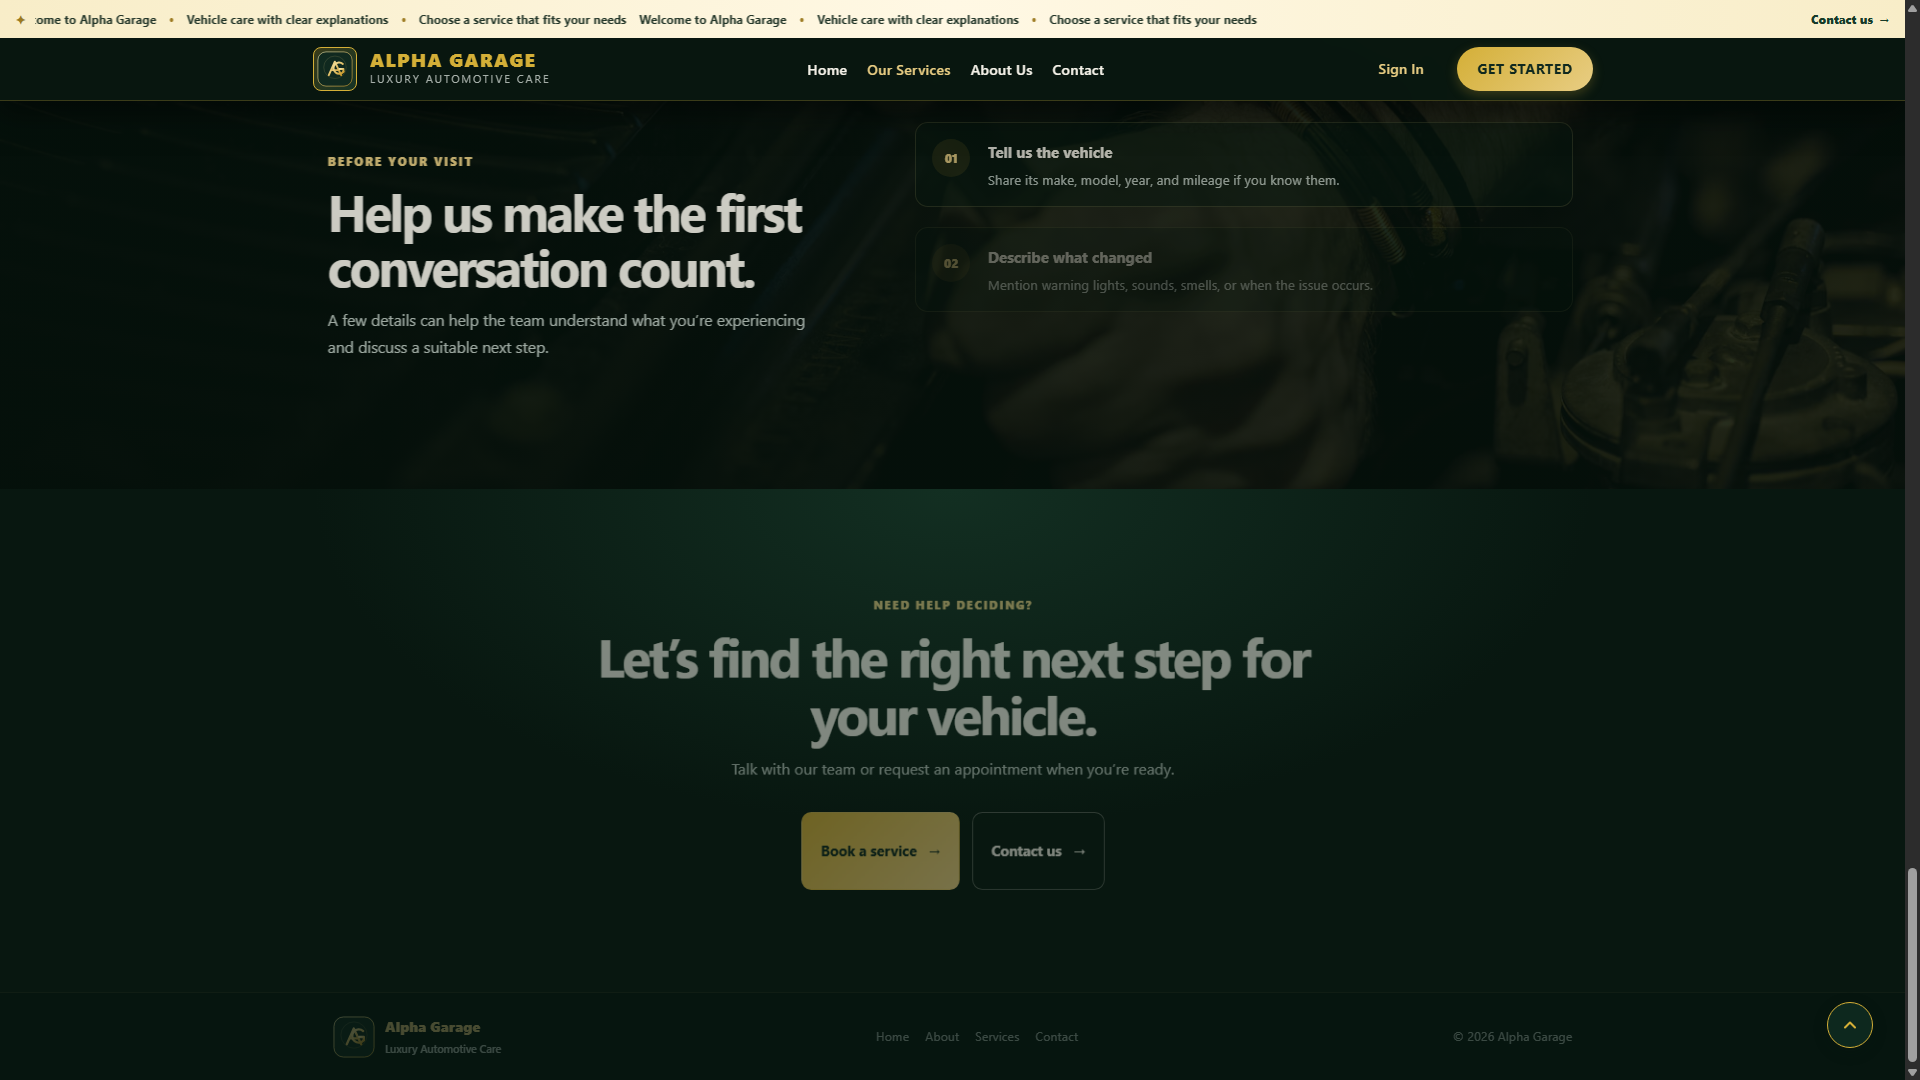 ✦ ome to Alpha Garage • Vehicle care with clear explanations • Choose a service that fits your needs Welcome to Alpha Garage • Vehicle care with clear explanations • Choose a service that fits your needs Contact us →
AG ALPHA GARAGE
LUXURY AUTOMOTIVE CARE
Home Our Services About Us Contact
Sign In GET STARTED
BEFORE YOUR VISIT
Help us make the first
conversation count.
A few details can help the team understand what you’re experiencing
and discuss a suitable next step.
01 Tell us the vehicle
Share its make, model, year, and mileage if you know them.
02 Describe what changed
Mention warning lights, sounds, smells, or when the issue occurs.
NEED HELP DECIDING?
Let’s find the right next step for
your vehicle.
Talk with our team or request an appointment when you’re ready.
Book a service → Contact us →
AG Alpha Garage
Luxury Automotive Care
Home About Services Contact
© 2026 Alpha Garage